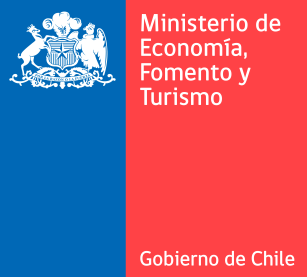 Ministerio de
Economía,
Fomento y
Turismo
Gobierno de Chile